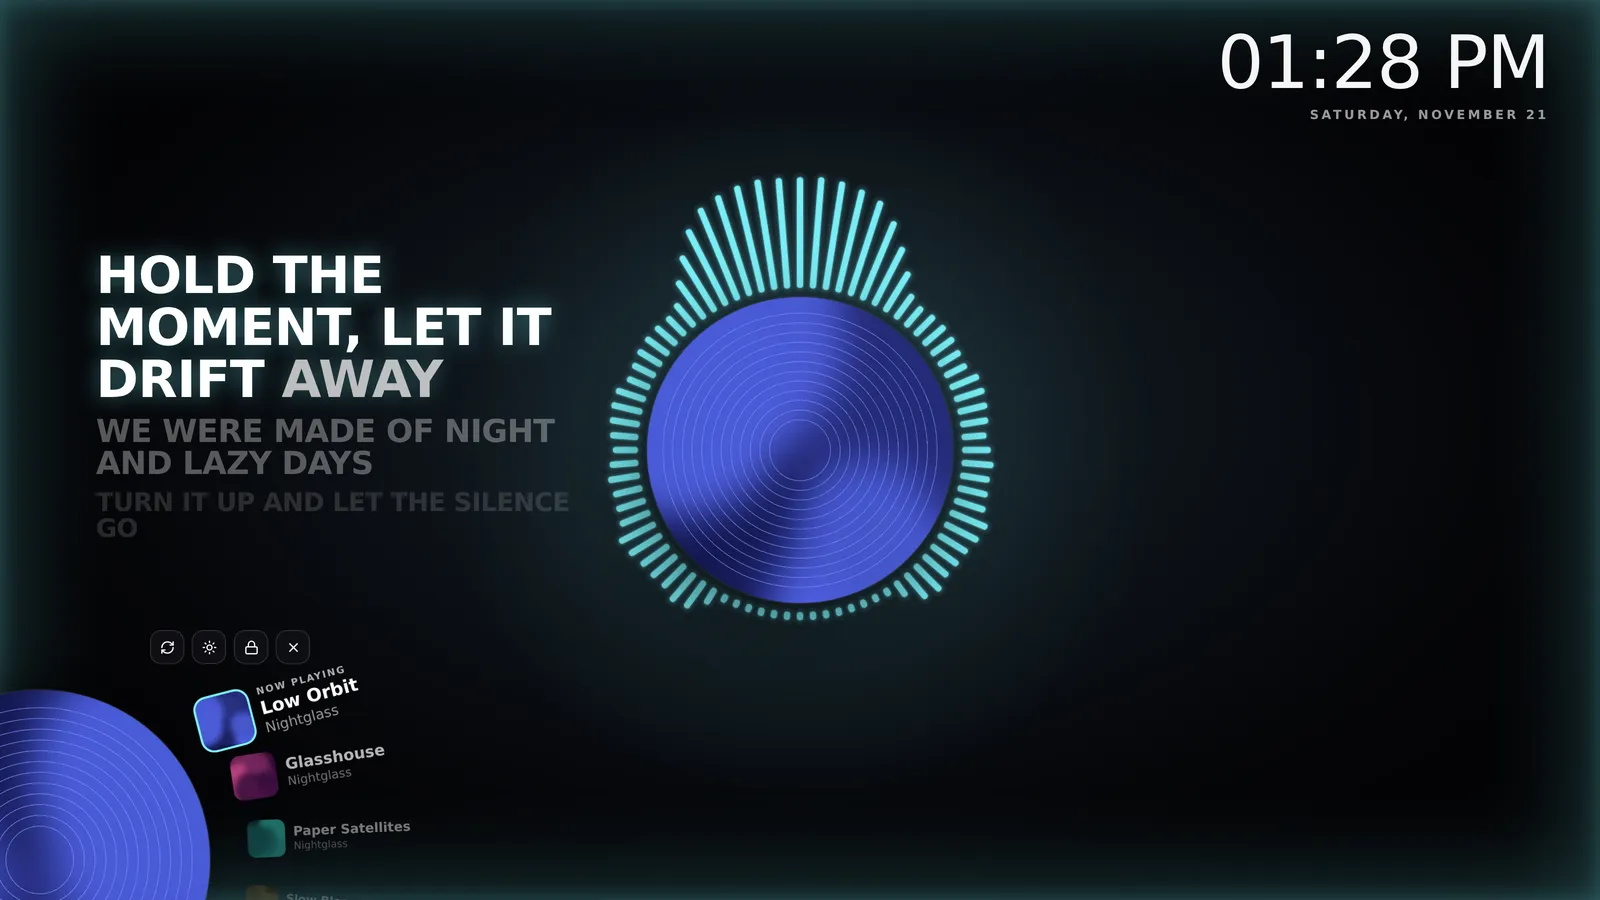 01:28 PM
SATURDAY, NOVEMBER 21
HOLD THE
MOMENT, LET IT
DRIFT AWAY
WE WERE MADE OF NIGHT
AND LAZY DAYS
TURN IT UP AND LET THE SILENCE
GO
NOW PLAYING
Low Orbit
Nightglass
Glasshouse
Nightglass
Paper Satellites
Nightglass
Slow